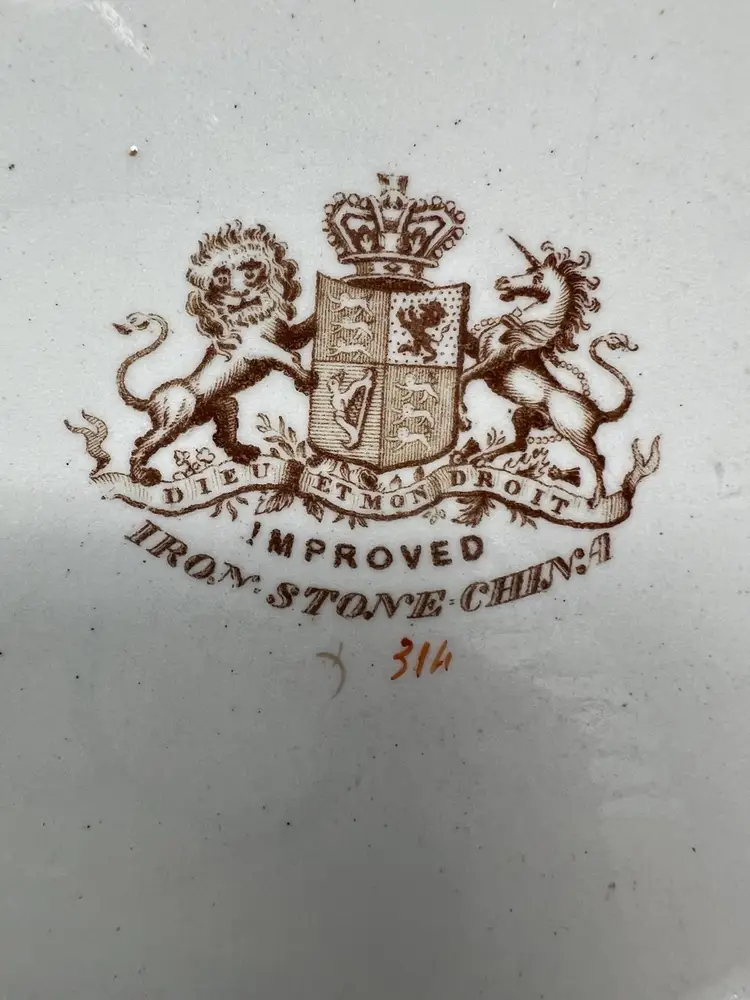 DIEU ET MON DROIT
IMPROVED
IRON·STONE·CHINA
314